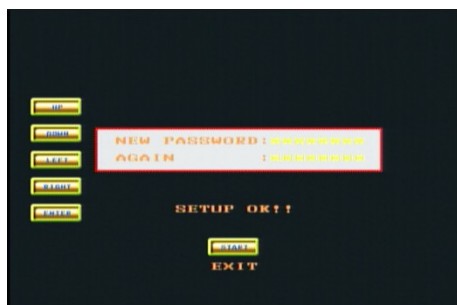 UP
DOWN
LEFT
RIGHT
ENTER
NEW PASSWORD:********
AGAIN :********
SETUP OK!!
START
EXIT